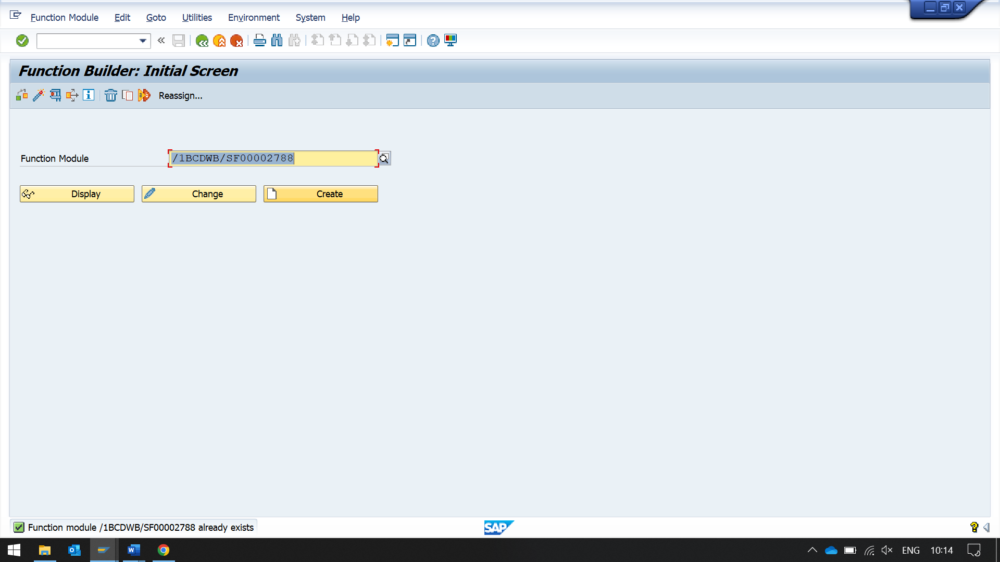 Function Module Edit Goto Utilities Environment System Help
Function Builder: Initial Screen
Reassign...
Function Module /1BCDWB/SF00002788
Display Change Create
Function module /1BCDWB/SF00002788 already exists
SAP
ENG 10:14